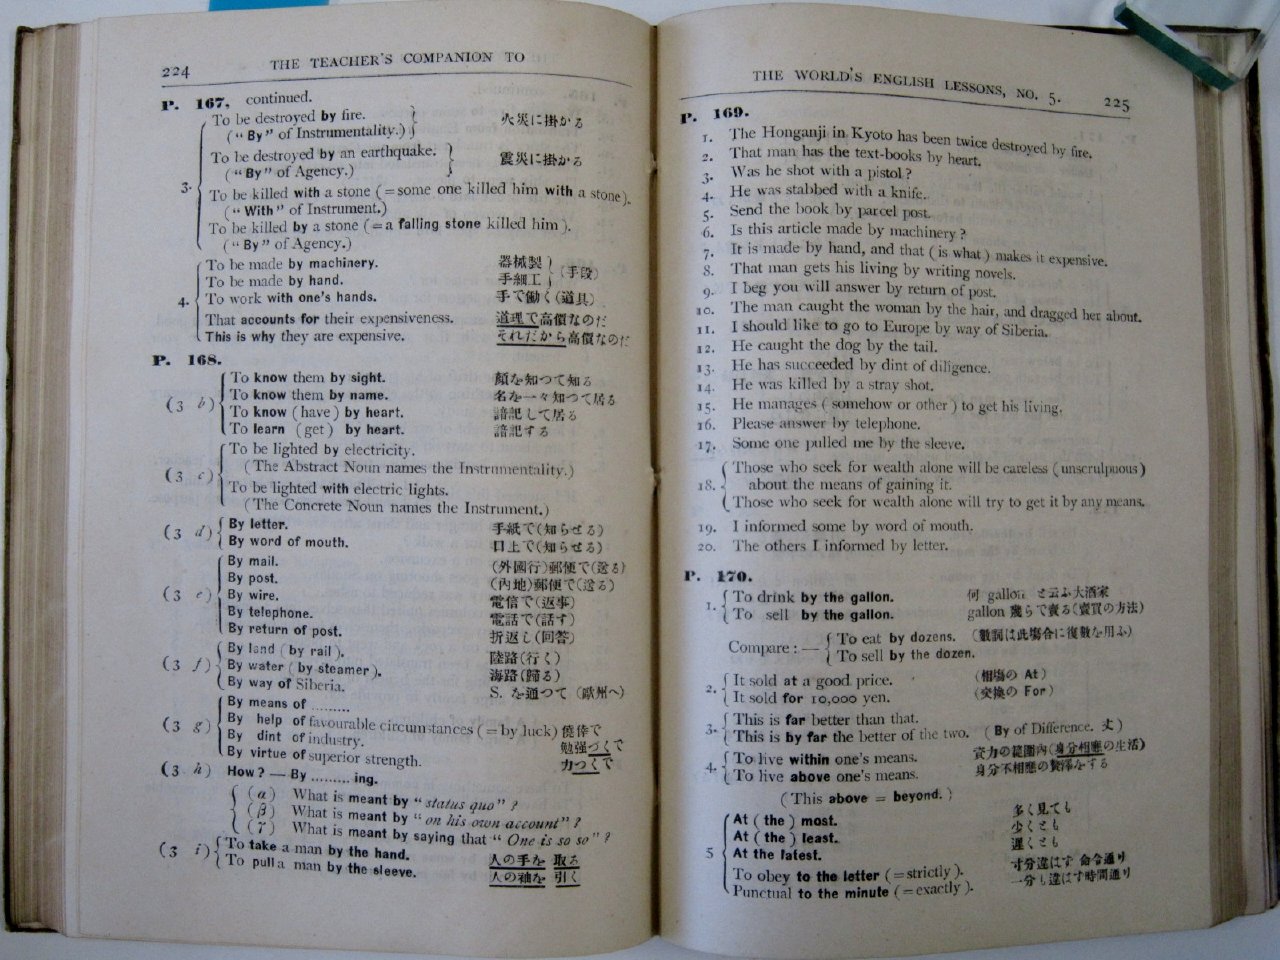 224
THE TEACHER'S COMPANION TO
P. 167, continued.
To be destroyed by fire. 火災に掛かる
("By" of Instrumentality.)
To be destroyed by an earthquake. 震災に掛かる
("By" of Agency.)
3. To be killed with a stone (=some one killed him with a stone).
("With" of Instrument.)
To be killed by a stone (=a falling stone killed him).
("By" of Agency.)
To be made by machinery. 器械製
To be made by hand. 手細工 (手段)
4. To work with one's hands. 手で働く(道具)
That accounts for their expensiveness. 道理で高價なのだ
This is why they are expensive. それだから高價なのだ
P. 168.
To know them by sight. 顔を知つて知る
(3 b) To know them by name. 名を一々知つて居る
To know (have) by heart. 諳記して居る
To learn (get) by heart. 諳記する
To be lighted by electricity.
(3 c) (The Abstract Noun names the Instrumentality.)
To be lighted with electric lights.
(The Concrete Noun names the Instrument.)
(3 d) By letter. 手紙で(知らせる)
By word of mouth. 口上で(知らせる)
By mail. (外國行)郵便で(送る)
By post. (內地)郵便で(送る)
(3 e) By wire. 電信で(返事)
By telephone. 電話で(話す)
By return of post. 折返し(回答)
By land (by rail). 陸路(行く)
(3 f) By water (by steamer). 海路(歸る)
By way of Siberia. S. を通つて (歐州へ)
By means of .........
(3 g) By help of favourable circumstances (=by luck) 僥倖で
By dint of industry. 勉强づくで
By virtue of superior strength. 力つくで
(3 h) How? — By ......... ing.
(α) What is meant by "status quo"?
(β) What is meant by "on his own account"?
(γ) What is meant by saying that "One is so so"?
(3 i) To take a man by the hand. 人の手を 取る
To pull a man by the sleeve. 人の袖を 引く
THE WORLD'S ENGLISH LESSONS, NO. 5.
225
P. 169.
1. The Honganji in Kyoto has been twice destroyed by fire.
2. That man has the text-books by heart.
3. Was he shot with a pistol?
4. He was stabbed with a knife.
5. Send the book by parcel post.
6. Is this article made by machinery?
7. It is made by hand, and that (is what) makes it expensive.
8. That man gets his living by writing novels.
9. I beg you will answer by return of post.
10. The man caught the woman by the hair, and dragged her about.
11. I should like to go to Europe by way of Siberia.
12. He caught the dog by the tail.
13. He has succeeded by dint of diligence.
14. He was killed by a stray shot.
15. He manages (somehow or other) to get his living.
16. Please answer by telephone.
17. Some one pulled me by the sleeve.
18. Those who seek for wealth alone will be careless (unscrulpuous)
about the means of gaining it.
Those who seek for wealth alone will try to get it by any means.
19. I informed some by word of mouth.
20. The others I informed by letter.
P. 170.
1. To drink by the gallon. 何 gallon と云ふ大酒家
To sell by the gallon. gallon 幾らで賣る(賣買の方法)
Compare: — To eat by dozens. (數詞は此塲合に復數を用ふ)
To sell by the dozen.
2. It sold at a good price. (相塲の At)
It sold for 10,000 yen. (交換の For)
3. This is far better than that.
This is by far the better of the two. (By of Difference. 丈)
4. To live within one's means. 資力の範圍內(身分相應の生活)
To live above one's means. 身分不相應の贅澤をする
(This above = beyond.)
At (the) most. 多く見ても
At (the) least. 少くとも
5 At the latest. 遲くとも
To obey to the letter (=strictly). 寸分違はず 命令通り
Punctual to the minute (=exactly). 一分も違はず時間通り